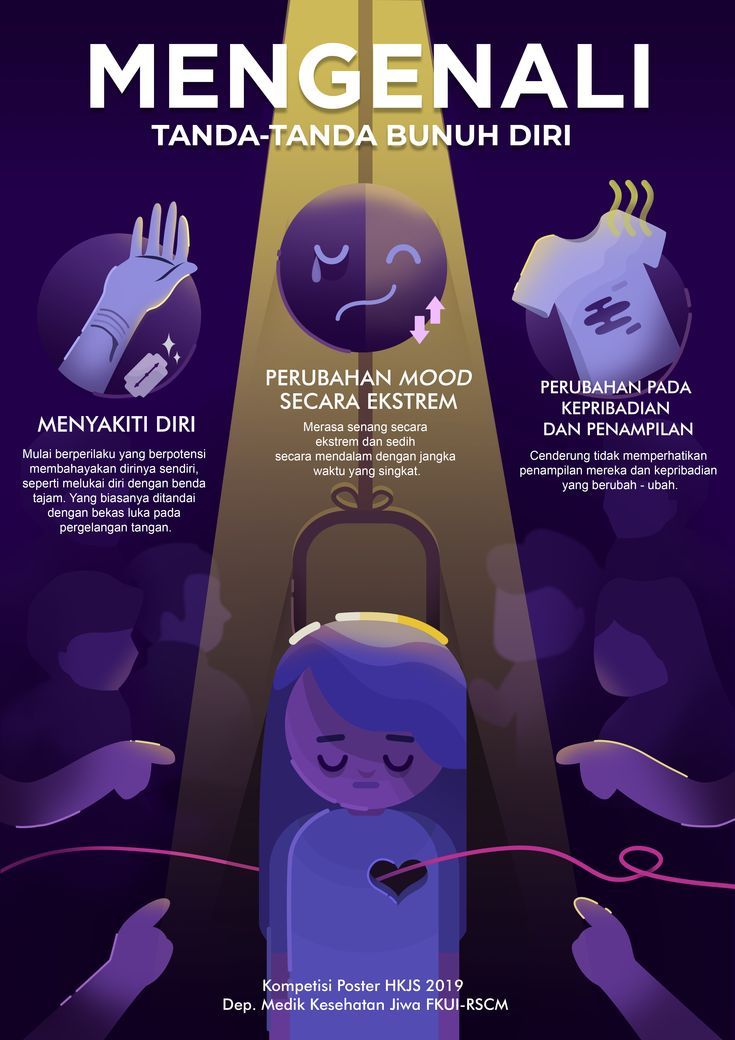 MENGENALI
TANDA-TANDA BUNUH DIRI
MENYAKITI DIRI
Mulai berperilaku yang berpotensi
membahayakan dirinya sendiri,
seperti melukai diri dengan benda
tajam. Yang biasanya ditandai
dengan bekas luka pada
pergelangan tangan.
PERUBAHAN MOOD
SECARA EKSTREM
Merasa senang secara
ekstrem dan sedih
secara mendalam dengan jangka
waktu yang singkat.
PERUBAHAN PADA
KEPRIBADIAN
DAN PENAMPILAN
Cenderung tidak memperhatikan
penampilan mereka dan kepribadian
yang berubah - ubah.
Kompetisi Poster HKJS 2019
Dep. Medik Kesehatan Jiwa FKUI-RSCM